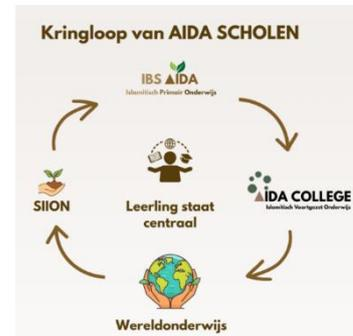 Kringloop van AIDA SCHOLEN
IBS AIDA
Islamitisch Primair Onderwijs
SIION
Leerling staat
centraal
AIDA COLLEGE
Islamitisch Voortgezet Onderwijs
Wereldonderwijs